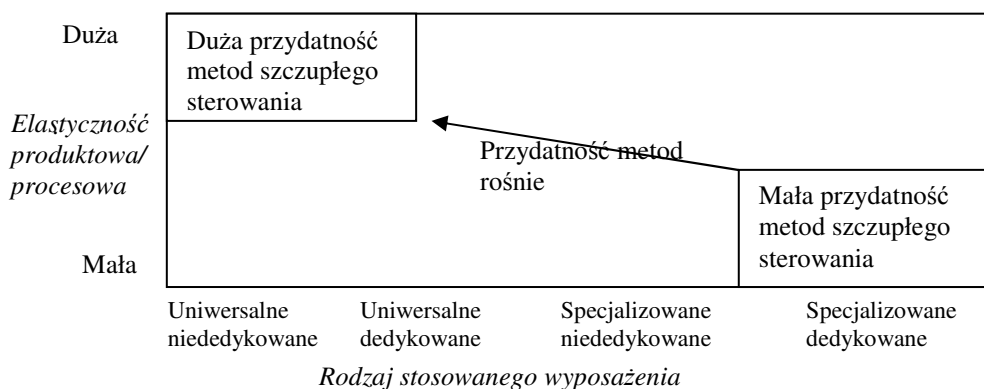 Duża
Duża przydatność
metod szczupłego
sterowania
Elastyczność
produktowa/
procesowa
Przydatność metod
rośnie
Mała przydatność
metod szczupłego
sterowania
Mała
Uniwersalne
niededykowane
Uniwersalne
dedykowane
Specjalizowane
niededykowane
Specjalizowane
dedykowane
Rodzaj stosowanego wyposażenia